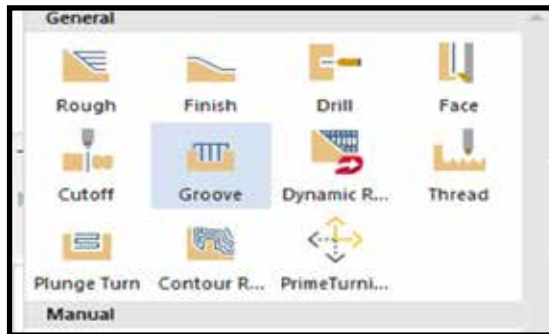 General
Rough Finish Drill Face
Cutoff Groove Dynamic R... Thread
Plunge Turn Contour R... PrimeTurni...
Manual